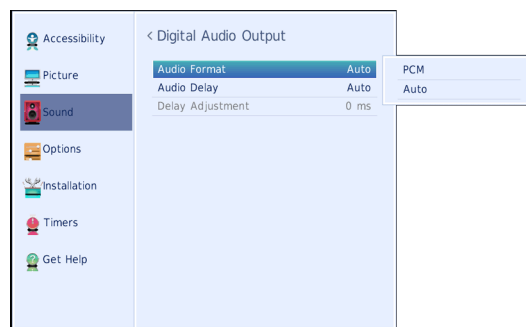 Accessibility
Picture
Sound
Options
Installation
Timers
Get Help
< Digital Audio Output
Audio Format Auto
Audio Delay Auto
Delay Adjustment 0 ms
PCM
Auto